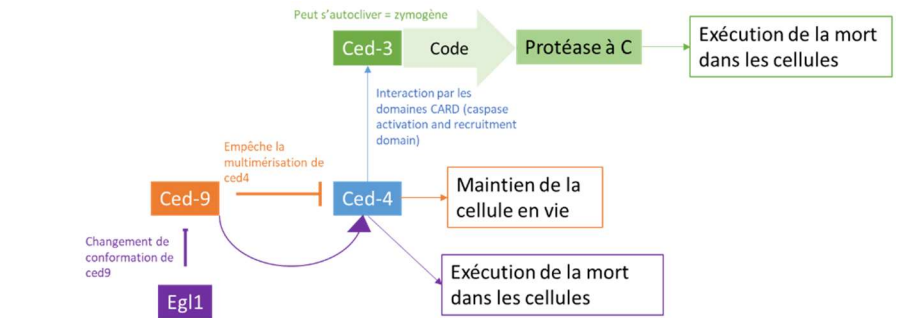 Peut s’autocliver = zymogène
Ced-3
Code
Protéase à C
Exécution de la mort
dans les cellules
Interaction par les
domaines CARD (caspase
activation and recruitment
domain)
Empêche la
multimérisation de
ced4
Ced-9
Ced-4
Maintien de la
cellule en vie
Changement de
conformation de
ced9
Egl1
Exécution de la mort
dans les cellules